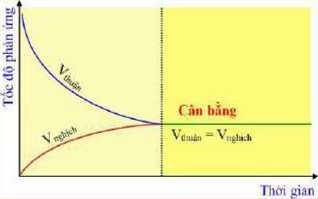 Tốc độ phản ứng
Vthuận
Vnghịch
Cân bằng
Vthuận = Vnghịch
Thời gian